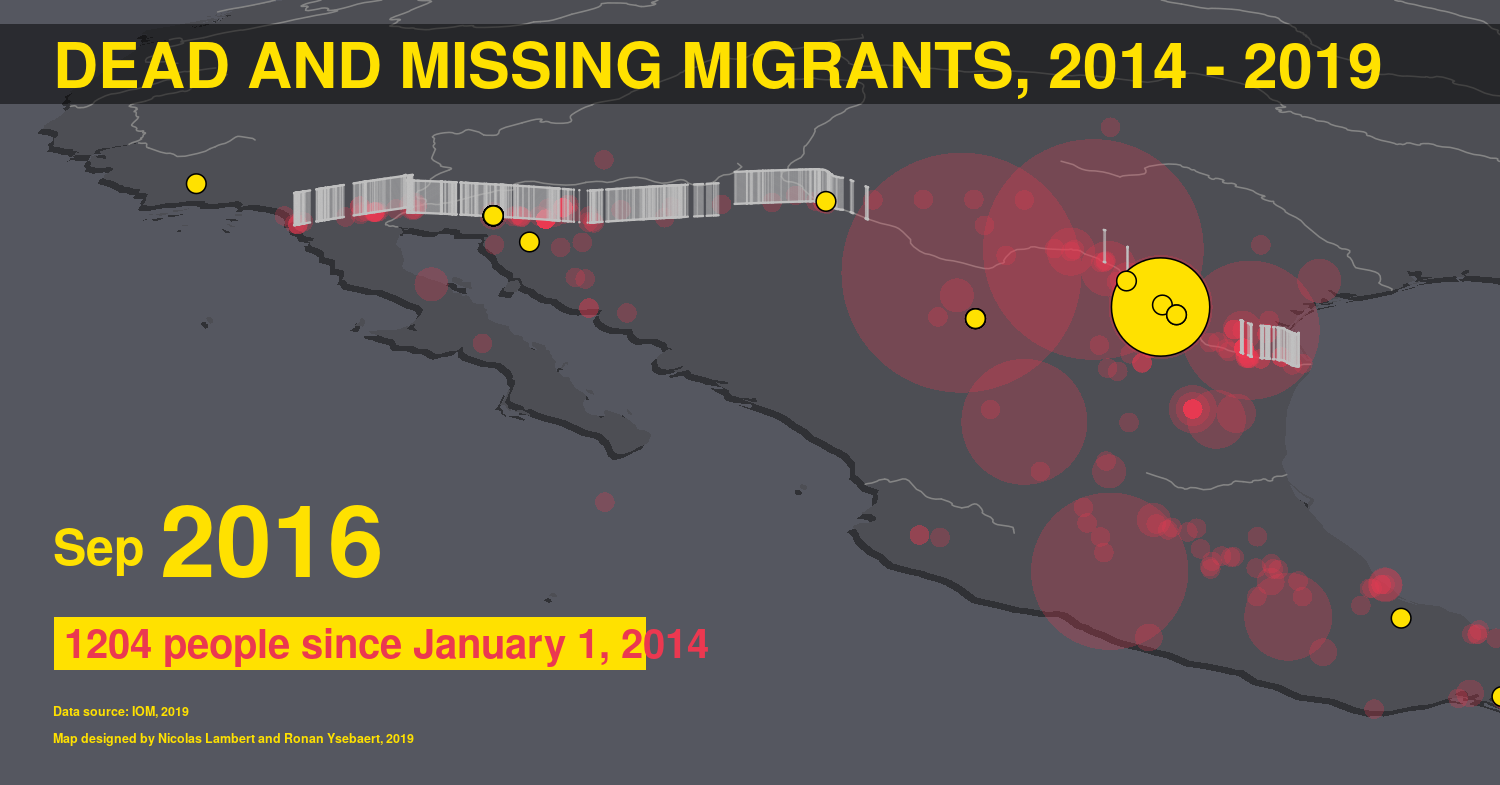 DEAD AND MISSING MIGRANTS, 2014 - 2019
Sep 2016
1204 people since January 1, 2014
Data source: IOM, 2019
Map designed by Nicolas Lambert and Ronan Ysebaert, 2019